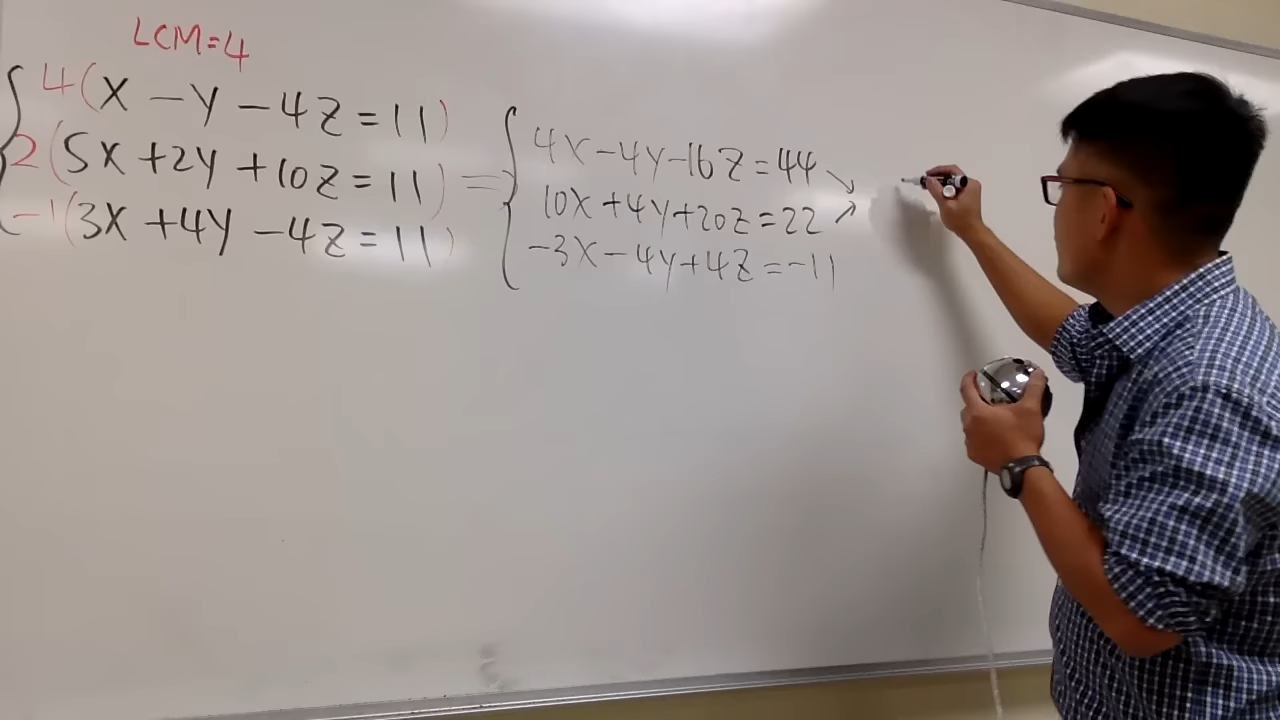 LCM=4
4(X -Y -4Z = 11)
2(5X +2Y +10Z = 11)
-1(3X +4Y -4Z = 11)
= 4X-4Y-16Z=44
10X+4Y+20Z=22
-3X-4Y+4Z=-11